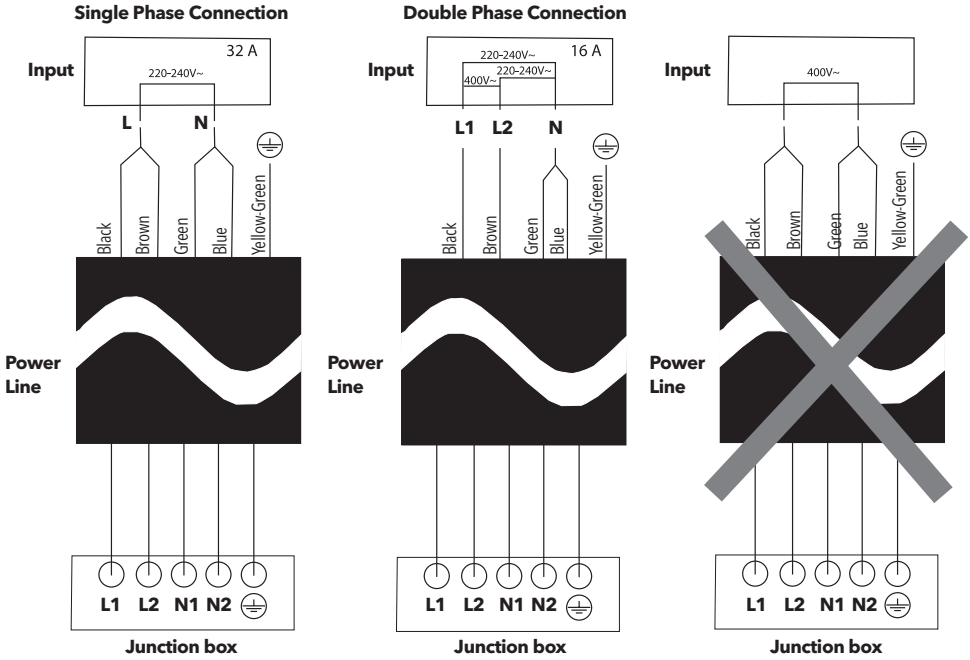 Single Phase Connection
Input
32 A
220-240V~
L N
Black Brown Green Blue Yellow-Green
Power
Line
L1 L2 N1 N2
Junction box
Double Phase Connection
Input
16 A
220-240V~
220-240V~
400V~
L1 L2 N
Black Brown Green Blue Yellow-Green
Power
Line
L1 L2 N1 N2
Junction box
Input
400V~
Black Brown Green Blue Yellow-Green
Power
Line
L1 L2 N1 N2
Junction box